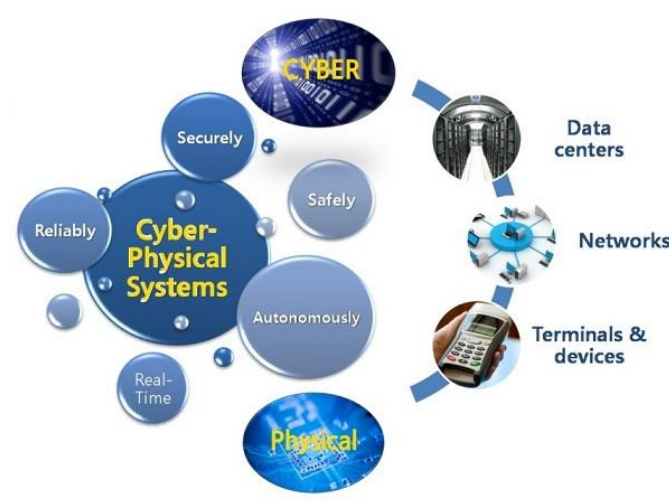 CYBER
Securely
Data
centers
Safely
Reliably
Cyber-
Physical
Systems
Networks
Autonomously
Terminals &
devices
Real-
Time
Physical